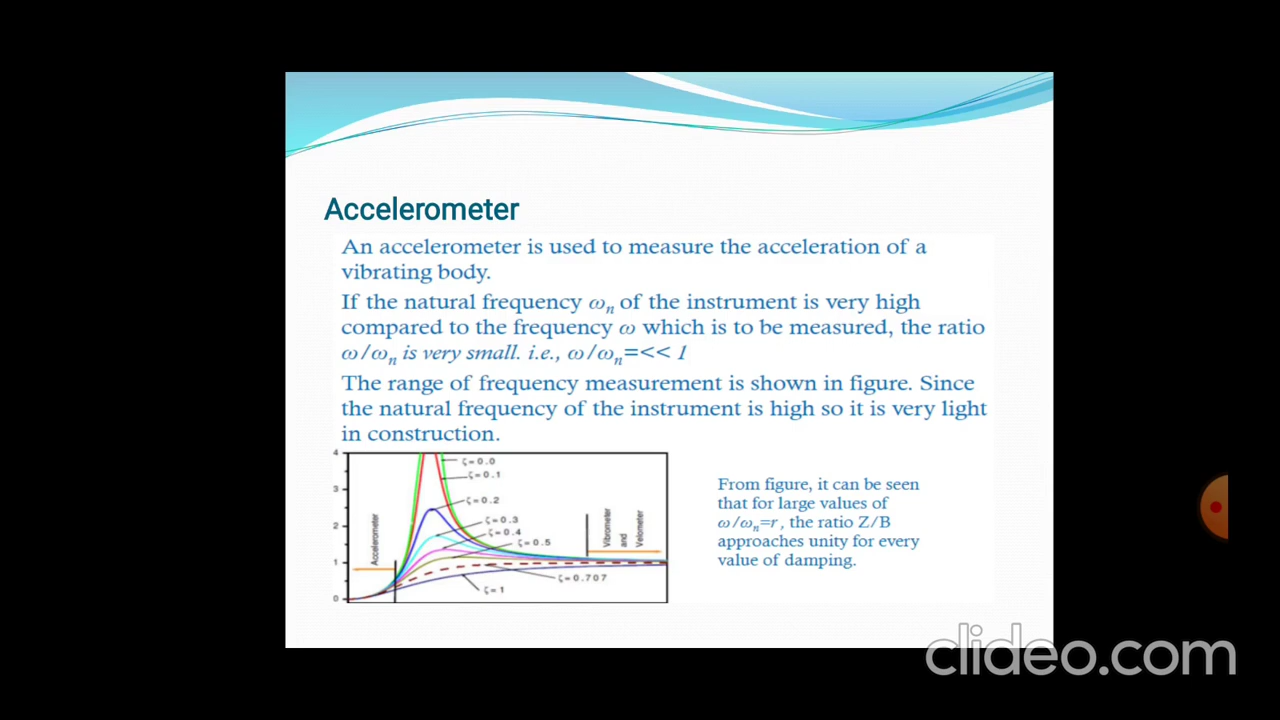 Accelerometer
An accelerometer is used to measure the acceleration of a
vibrating body.
If the natural frequency ωn of the instrument is very high
compared to the frequency ω which is to be measured, the ratio
ω/ωn is very small. i.e., ω/ωn=<< 1
The range of frequency measurement is shown in figure. Since
the natural frequency of the instrument is high so it is very light
in construction.
4
3
2
1
0
Accelerometer
ζ=0.0
ζ=0.1
ζ=0.2
ζ=0.3
ζ=0.4
ζ=0.5
ζ=0.707
ζ=1
Vibrometer
and
Velometer
From figure, it can be seen
that for large values of
ω/ωn=r, the ratio Z/B
approaches unity for every
value of damping.
clideo.com